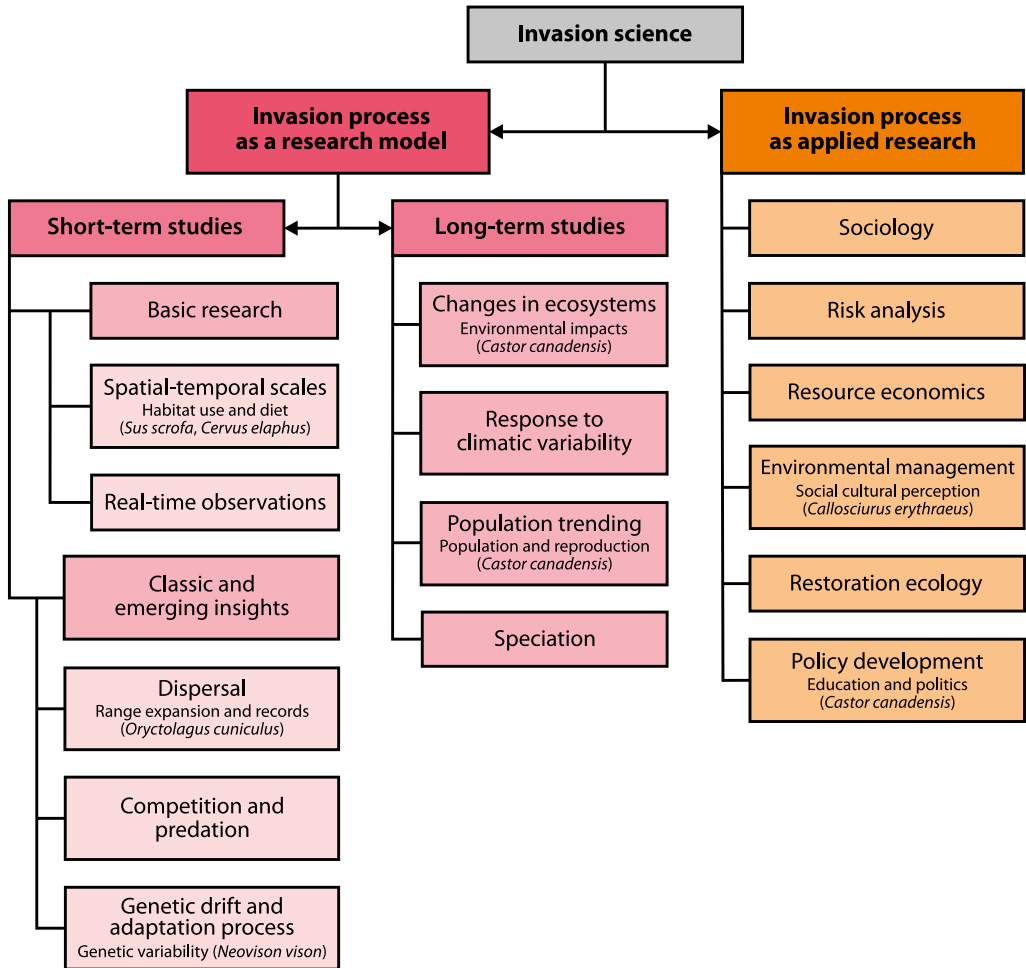 Invasion science
Invasion process
as a research model
Invasion process
as applied research
Short-term studies
Long-term studies
Basic research
Spatial-temporal scales
Habitat use and diet
(Sus scrofa, Cervus elaphus)
Real-time observations
Classic and
emerging insights
Dispersal
Range expansion and records
(Oryctolagus cuniculus)
Competition and
predation
Genetic drift and
adaptation process
Genetic variability (Neovison vison)
Changes in ecosystems
Environmental impacts
(Castor canadensis)
Response to
climatic variability
Population trending
Population and reproduction
(Castor canadensis)
Speciation
Sociology
Risk analysis
Resource economics
Environmental management
Social cultural perception
(Callosciurus erythraeus)
Restoration ecology
Policy development
Education and politics
(Castor canadensis)